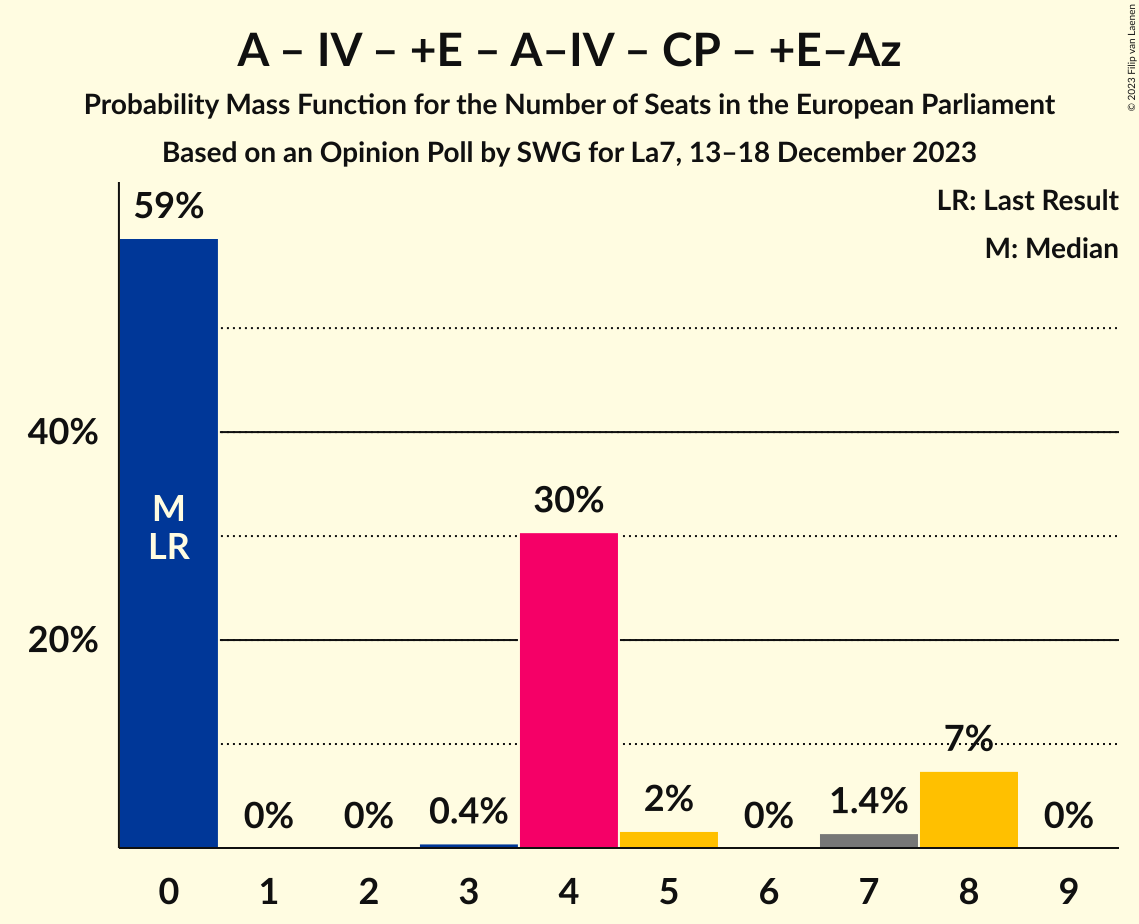 A – IV – +E – A–IV – CP – +E–Az
Probability Mass Function for the Number of Seats in the European Parliament
Based on an Opinion Poll by SWG for La7, 13–18 December 2023
© 2023 Filip van Laenen
LR: Last Result
M: Median
59%
40%
M
LR
30%
20%
7%
0%
0%
0.4%
2%
0%
1.4%
0%
0
1
2
3
4
5
6
7
8
9